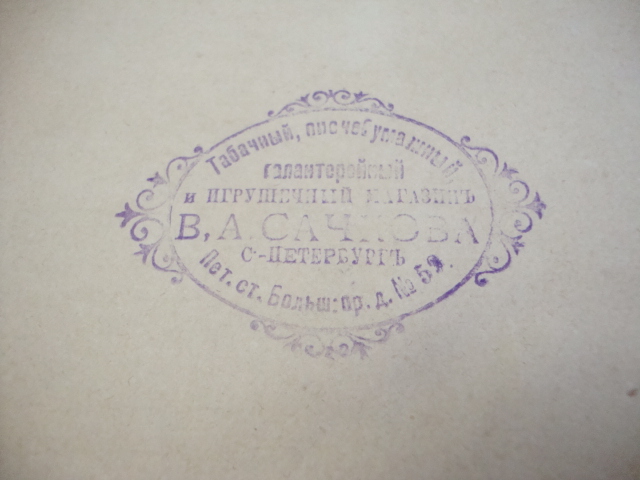 Табачный, писчебумажный
галантерейный
и ИГРУШЕЧНЫЙ МАГАЗИНЪ
В. А. САЧКОВА
С-ПЕТЕРБУРГЪ
Пет. ст. Больш. пр. д. № 59.